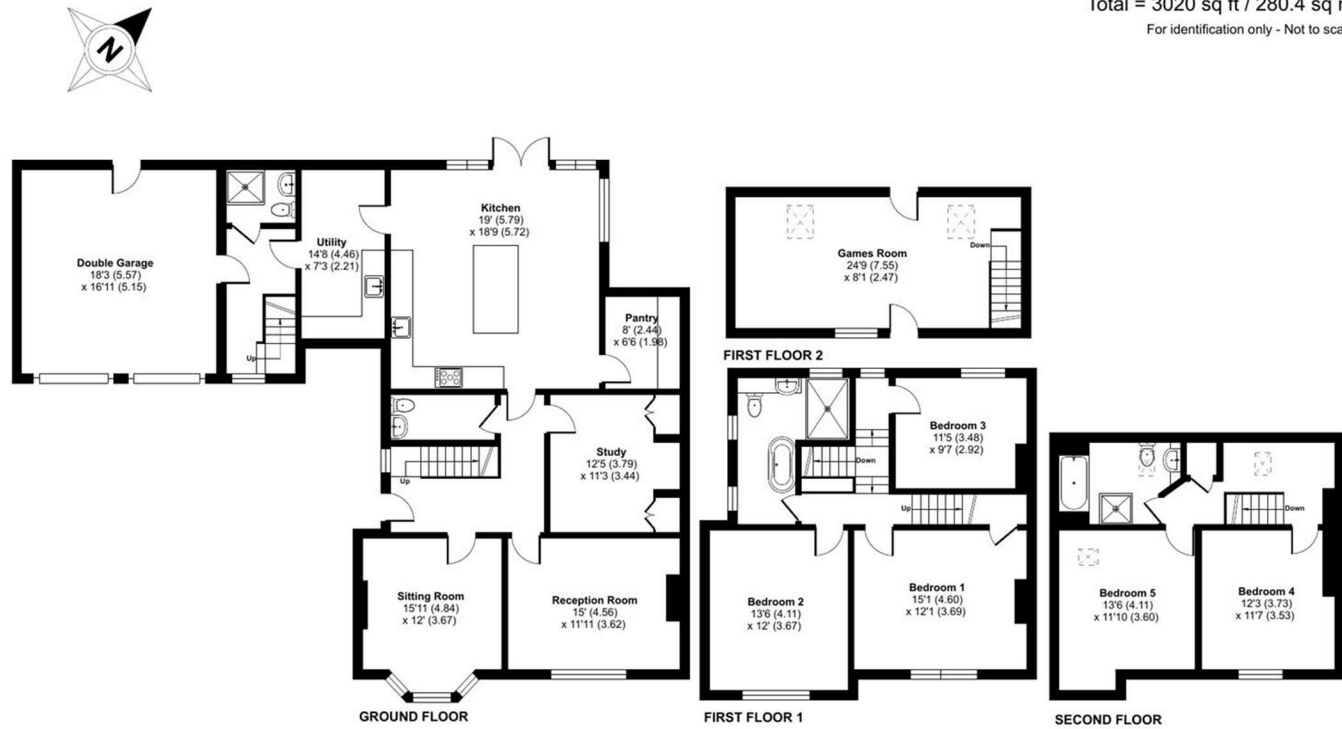 Total = 3020 sq ft / 280.4 sq
For identification only - Not to
N
Kitchen
19' (5.79)
x 18'9 (5.72)
Utility
14'8 (4.46)
x 7'3 (2.21)
Double Garage
18'3 (5.57)
x 16'11 (5.15)
Up
Pantry
8' (2.44)
x 6'6 (1.98)
Study
12'5 (3.79)
x 11'3 (3.44)
Up
Sitting Room
15'11 (4.84)
x 12' (3.67)
Reception Room
15' (4.56)
x 11'11 (3.62)
GROUND FLOOR
Games Room
24'9 (7.55)
x 8'1 (2.47)
Down
FIRST FLOOR 2
Bedroom 3
11'5 (3.48)
x 9'7 (2.92)
Down
Up
Bedroom 2
13'6 (4.11)
x 12' (3.67)
Bedroom 1
15'1 (4.60)
x 12'1 (3.69)
FIRST FLOOR 1
Down
Bedroom 5
13'6 (4.11)
x 11'10 (3.60)
Bedroom 4
12'3 (3.73)
x 11'7 (3.53)
SECOND FLOOR